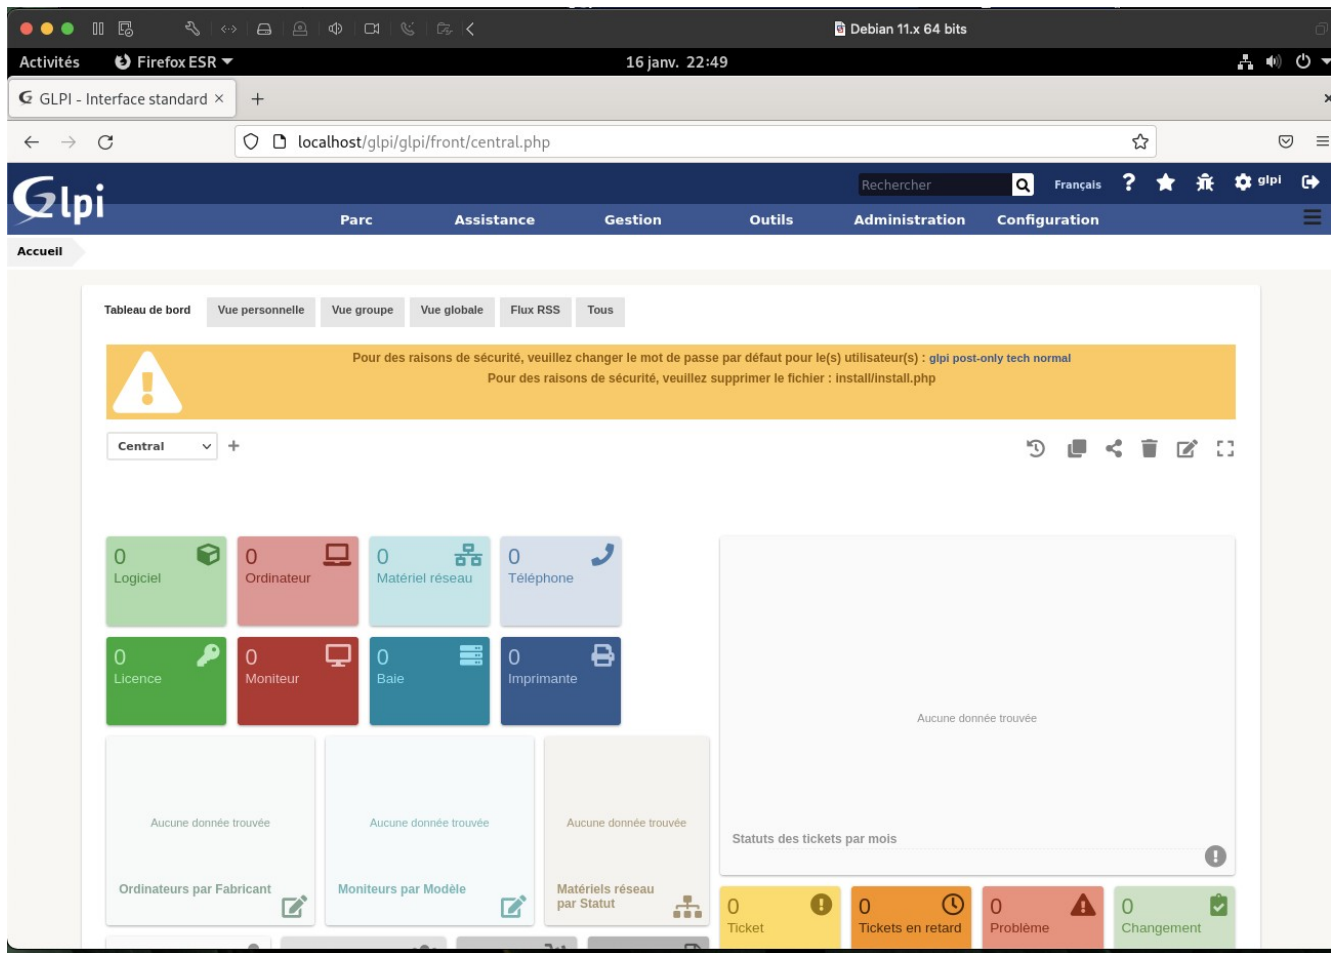 Debian 11.x 64 bits
Activités Firefox ESR 16 janv. 22:49
GLPI - Interface standard
localhost/glpi/glpi/front/central.php
Glpi
Rechercher Français ? glpi
Parc Assistance Gestion Outils Administration Configuration
Accueil
Tableau de bord Vue personnelle Vue groupe Vue globale Flux RSS Tous
Pour des raisons de sécurité, veuillez changer le mot de passe par défaut pour le(s) utilisateur(s) : glpi post-only tech normal
Pour des raisons de sécurité, veuillez supprimer le fichier : install/install.php
Central
0 0 0 0
Logiciel Ordinateur Matériel réseau Téléphone
0 0 0 0
Licence Moniteur Baie Imprimante
Aucune donnée trouvée
Aucune donnée trouvée Aucune donnée trouvée Aucune donnée trouvée
Statuts des tickets par mois
Ordinateurs par Fabricant Moniteurs par Modèle Matériels réseau
par Statut
0 0 0 0
Ticket Tickets en retard Problème Changement